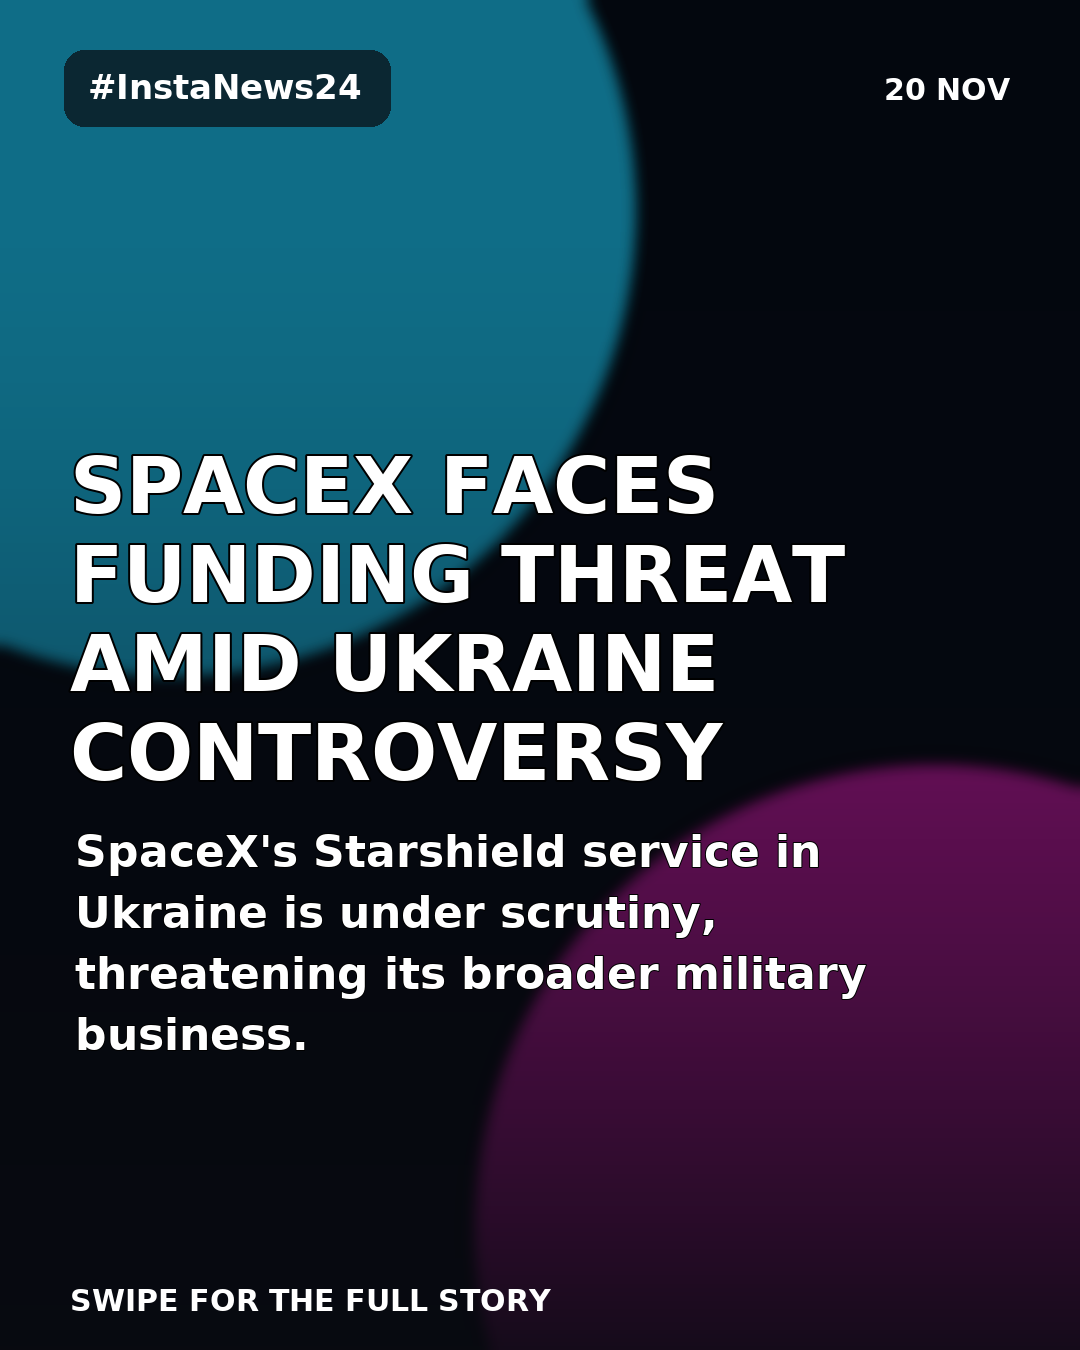 #InstaNews24
20 NOV
SPACEX FACES
FUNDING THREAT
AMID UKRAINE
CONTROVERSY
SpaceX's Starshield service in
Ukraine is under scrutiny,
threatening its broader military
business.
SWIPE FOR THE FULL STORY